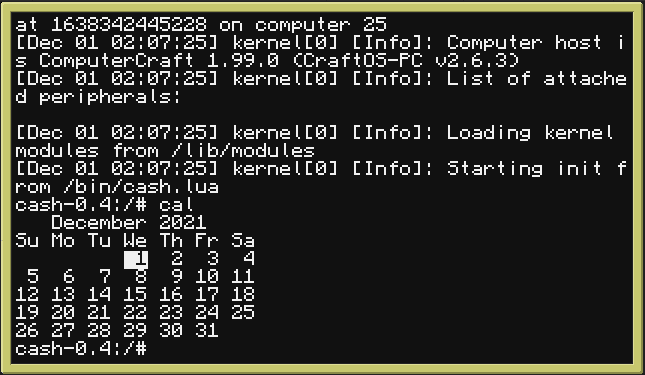 at 1638342445228 on computer 25
[Dec 01 02:07:25] kernel[0] [Info]: Computer host i
s ComputerCraft 1.99.0 (CraftOS-PC v2.6.3)
[Dec 01 02:07:25] kernel[0] [Info]: List of attache
d peripherals:

[Dec 01 02:07:25] kernel[0] [Info]: Loading kernel
modules from /lib/modules
[Dec 01 02:07:25] kernel[0] [Info]: Starting init f
rom /bin/cash.lua
cash-0.4:/# cal
   December 2021
Su Mo Tu We Th Fr Sa
          1  2  3  4
 5  6  7  8  9 10 11
12 13 14 15 16 17 18
19 20 21 22 23 24 25
26 27 28 29 30 31
cash-0.4:/#